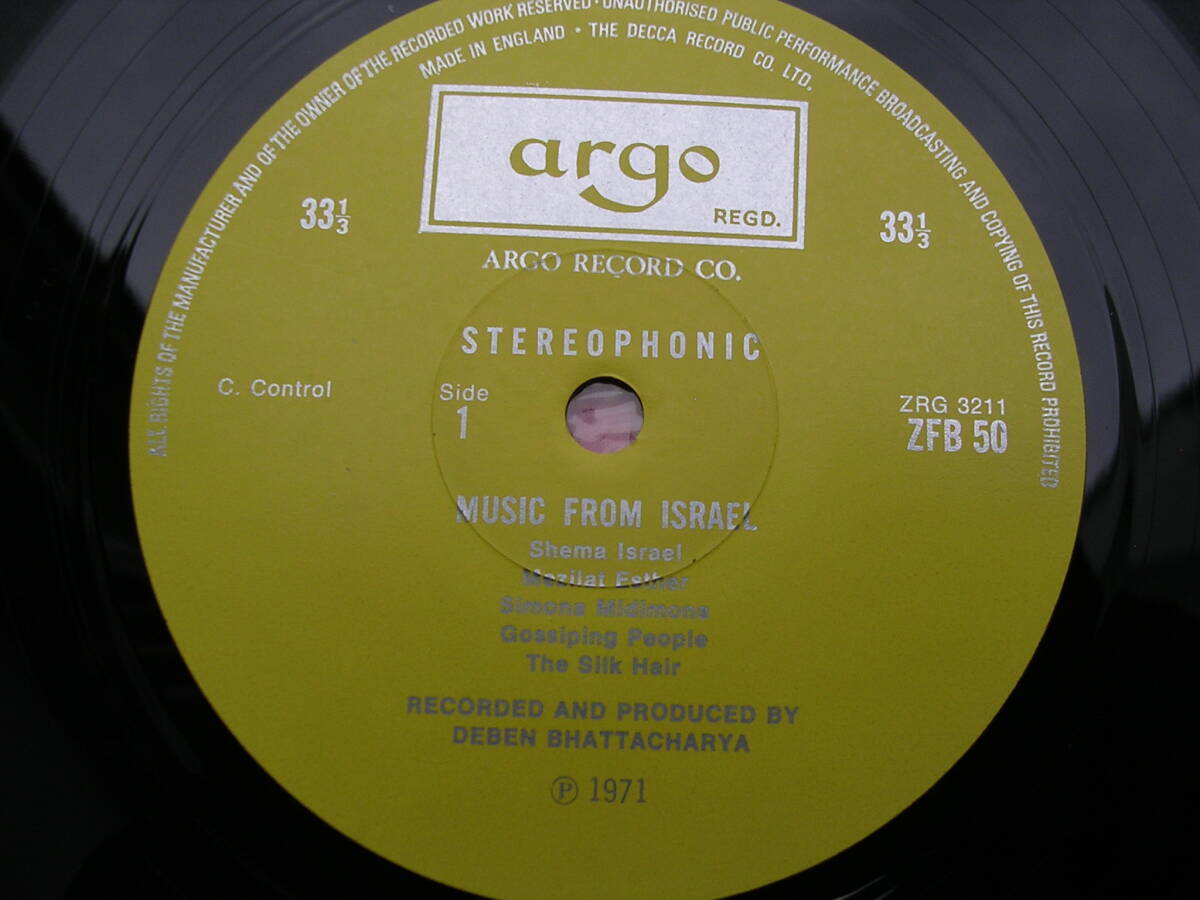 ALL RIGHTS OF THE MANUFACTURER AND OF THE OWNER OF THE RECORDED WORK RESERVED · UNAUTHORISED PUBLIC PERFORMANCE BROADCASTING AND COPYING OF THIS RECORD PROHIBITED
MADE IN ENGLAND · THE DECCA RECORD CO. LTD.
argo
REGD.
33⅓ 33⅓
ARGO RECORD CO.
STEREOPHONIC
C. Control Side ZRG 3211
1 ZFB 50
MUSIC FROM ISRAEL
Shema Israel
Mazilat Esther
Simona Midimona
Gossiping People
The Silk Hair
RECORDED AND PRODUCED BY
DEBEN BHATTACHARYA
Ⓟ 1971